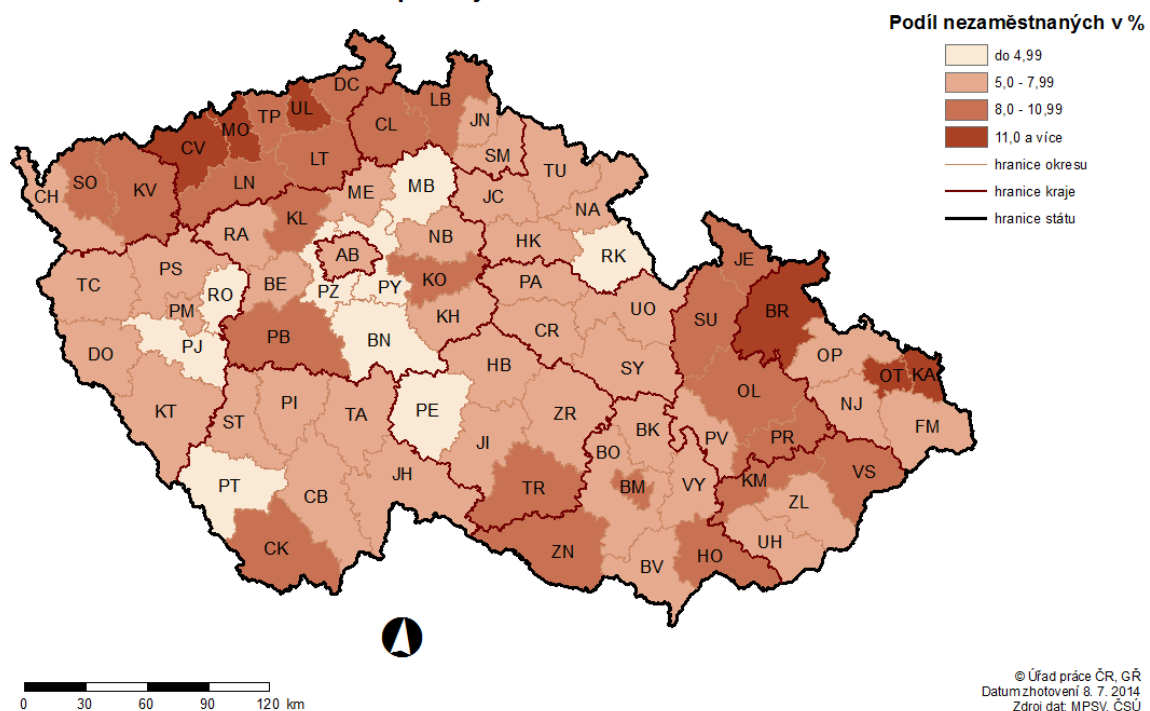 Podíl nezaměstnaných v %
do 4,99
5,0 - 7,99
8,0 - 10,99
11,0 a více
hranice okresu
hranice kraje
hranice státu
DC
UL
LB
TP
MO
CL
JN
CV
LT
SM
TU
SO
KV
LN
ME
MB
CH
JC
NA
KL
RA
NB
HK
AB
RK
JE
PS
KO
TC
BE
PZ
PY
PA
RO
PM
UO
BR
KH
SU
CR
PB
BN
PJ
DO
OP
HB
SY
OT
KA
OL
NJ
PI
KT
ST
TA
PE
ZR
FM
BK
PV
PR
JI
BO
VS
JH
KM
PT
TR
BM
VY
CB
ZL
UH
CK
ZN
HO
BV
0 30 60 90 120 km
© Úřad práce ČR, GŘ
Datum zhotovení 8. 7. 2014
Zdroj dat: MPSV, ČSÚ